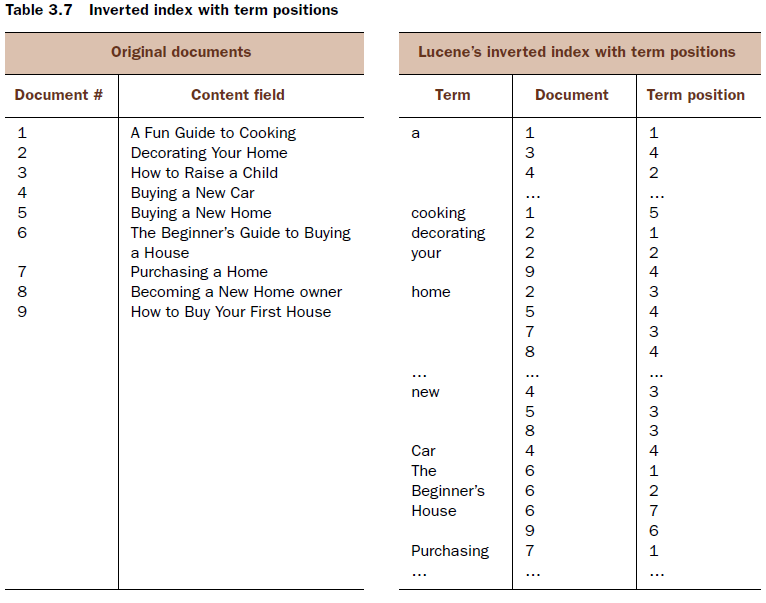 Table 3.7 Inverted index with term positions
Original documents
Document # Content field
1 A Fun Guide to Cooking
2 Decorating Your Home
3 How to Raise a Child
4 Buying a New Car
5 Buying a New Home
6 The Beginner's Guide to Buying
a House
7 Purchasing a Home
8 Becoming a New Home owner
9 How to Buy Your First House
Lucene's inverted index with term positions
Term Document Term position
a 1 1
3 4
4 2
... ...
cooking 1 5
decorating 2 1
your 2 2
9 4
home 2 3
5 4
7 3
8 4
... ... ...
new 4 3
5 3
8 3
Car 4 4
The 6 1
Beginner's 6 2
House 6 7
9 6
Purchasing 7 1
... ... ...